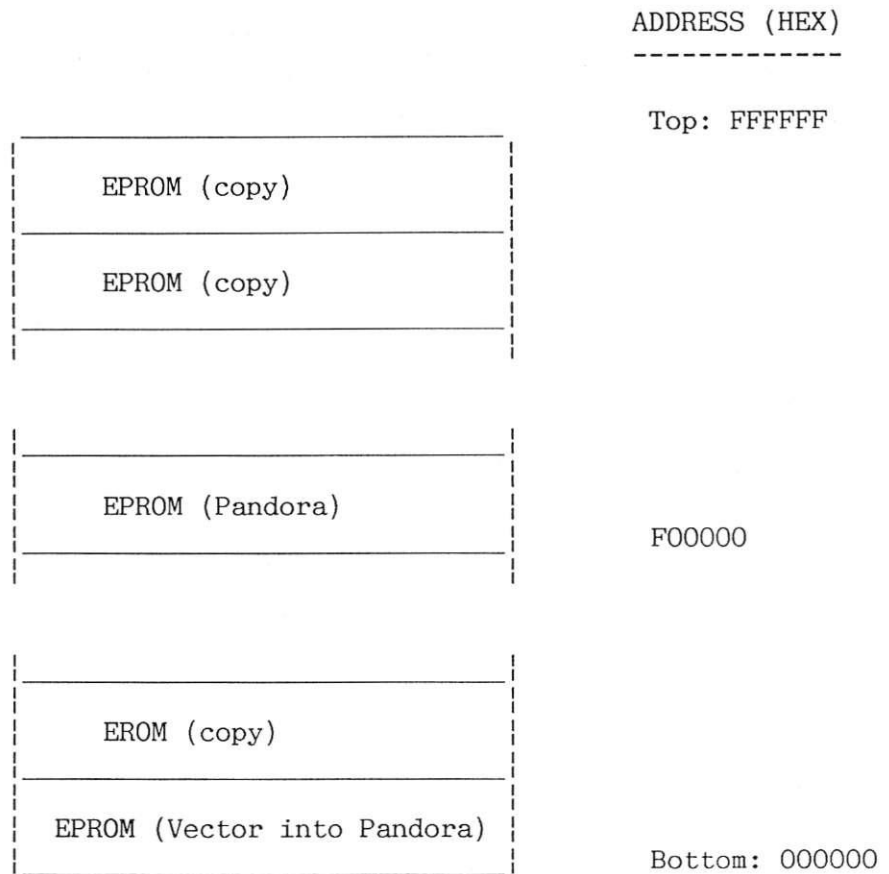 ADDRESS (HEX)
-------------
Top: FFFFFF
EPROM (copy)
EPROM (copy)
EPROM (Pandora)
F00000
EROM (copy)
EPROM (Vector into Pandora)
Bottom: 000000